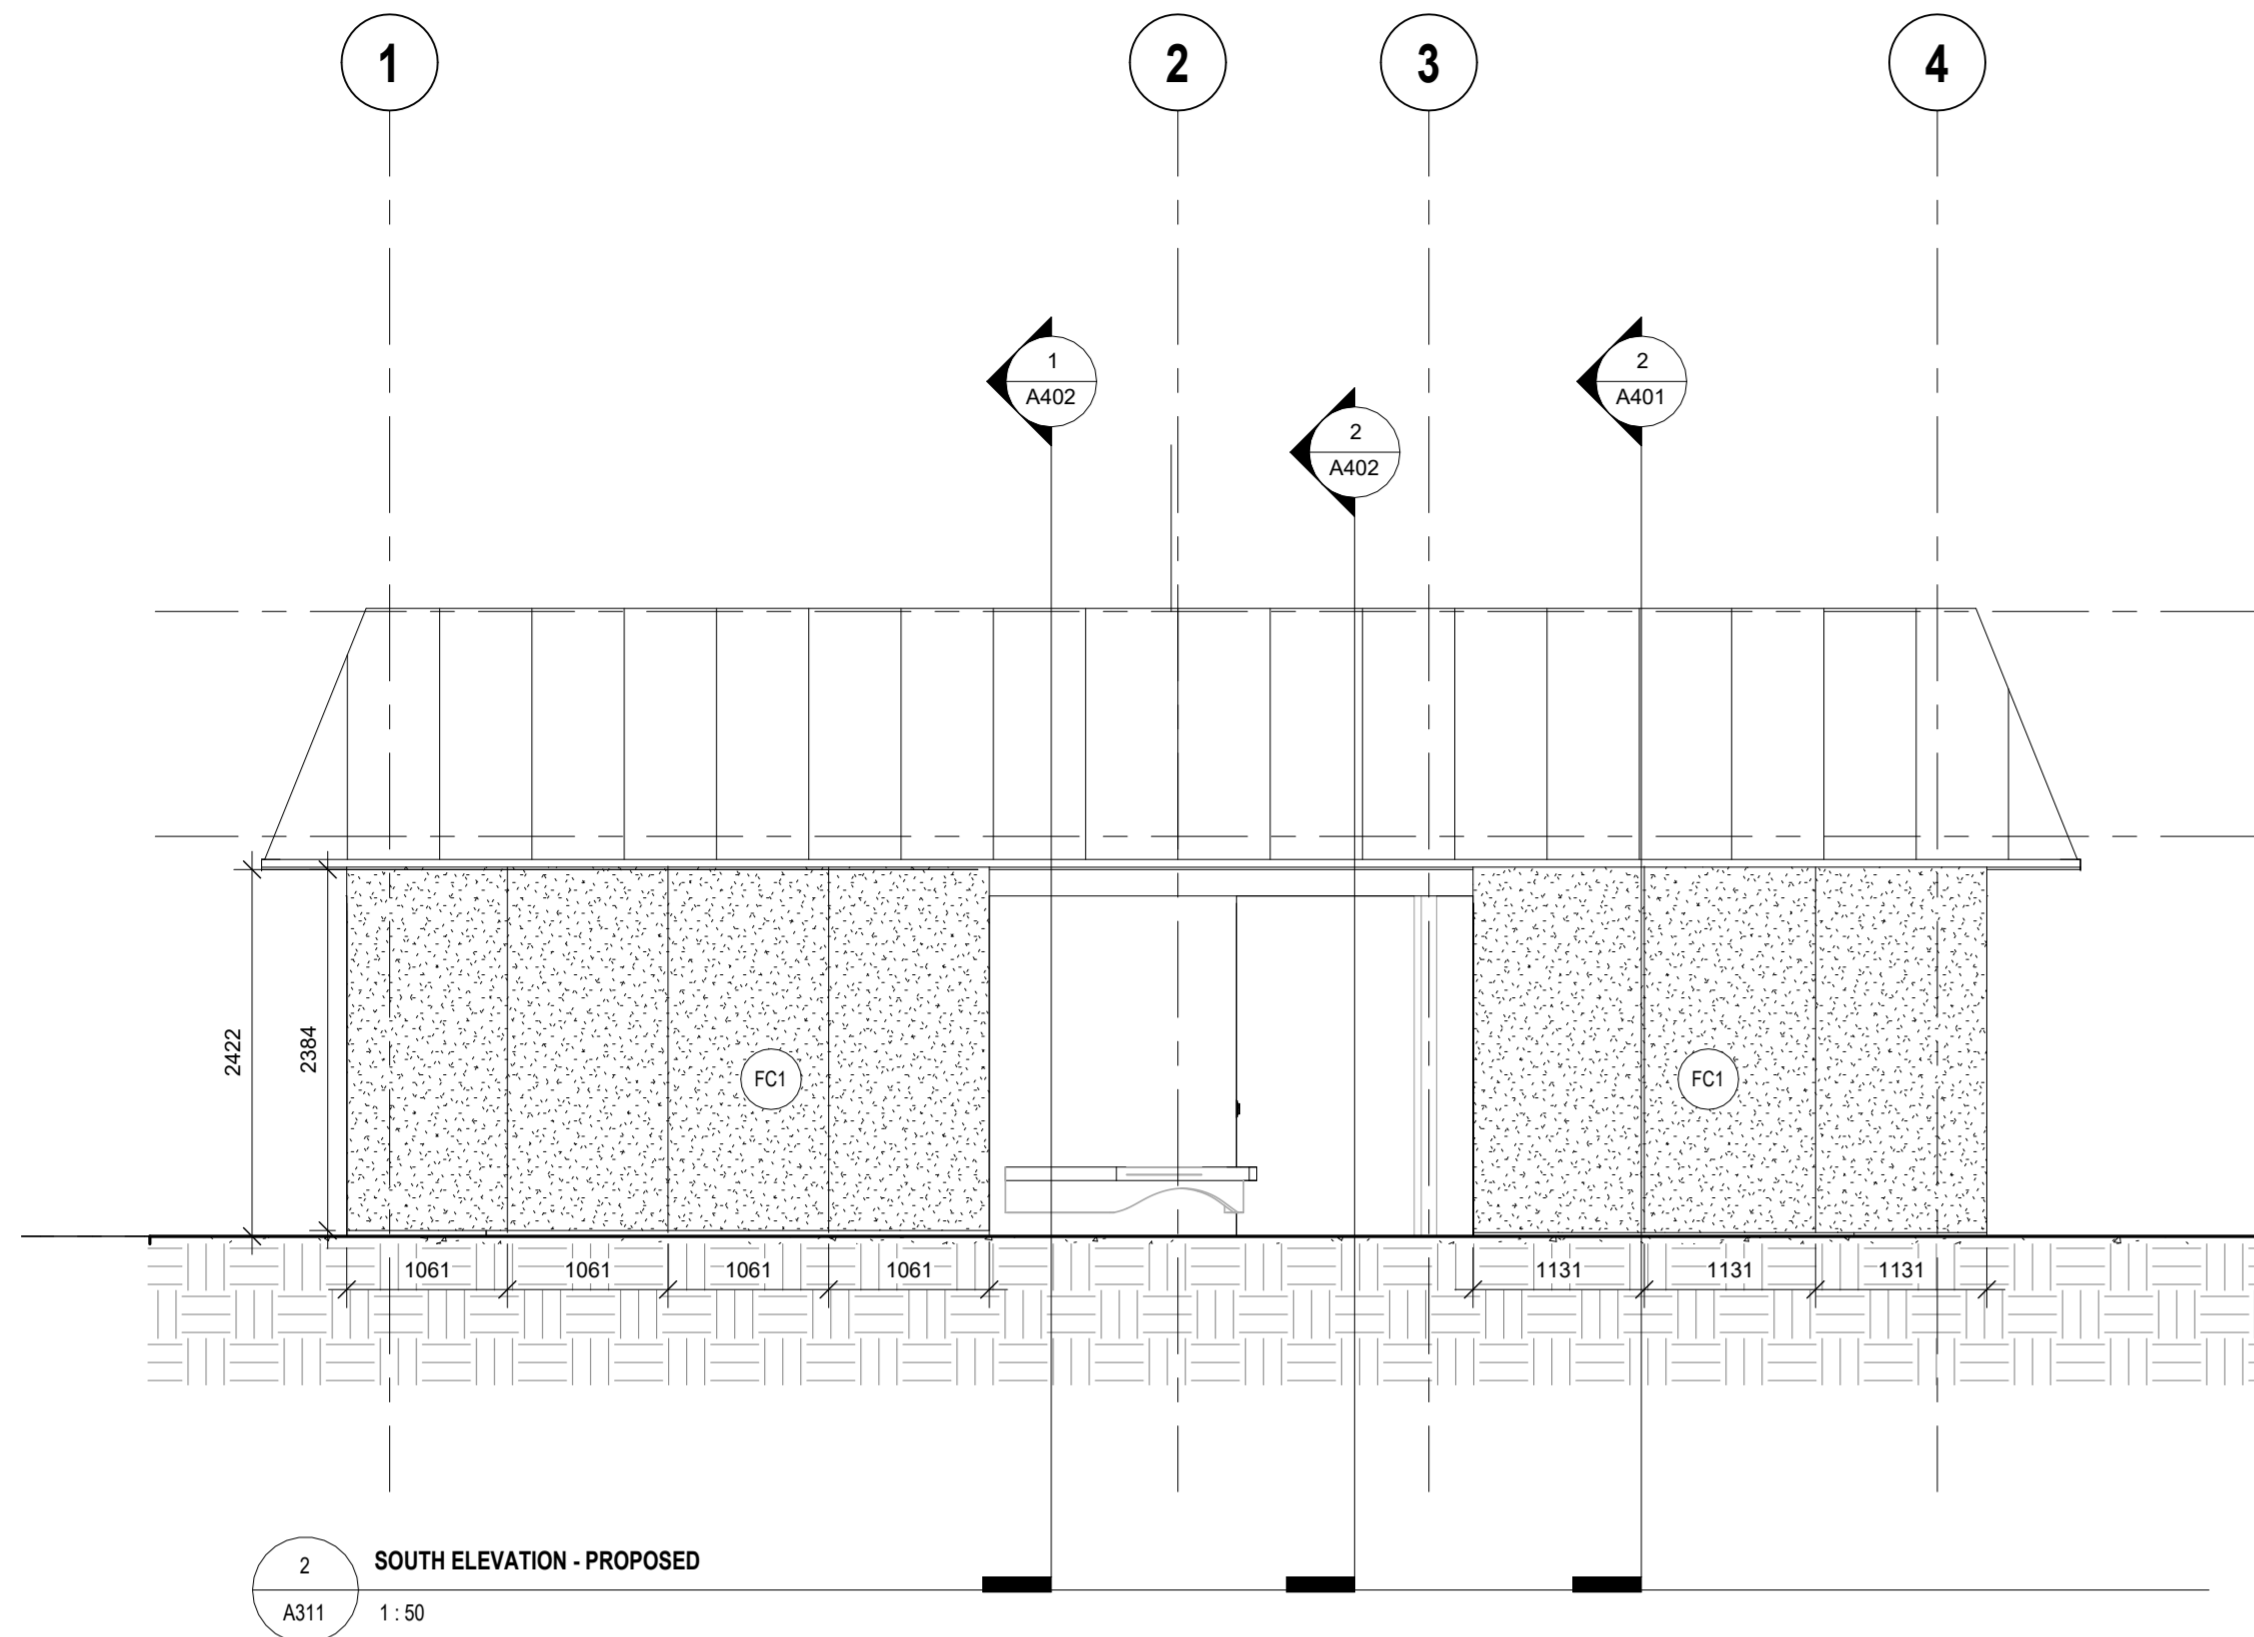 1 2 3 4
1
A402
2
A402
2
A401
2422
2384
FC1
FC1
1061 1061 1061 1061 1131 1131 1131
2
A311
SOUTH ELEVATION - PROPOSED
1 : 50